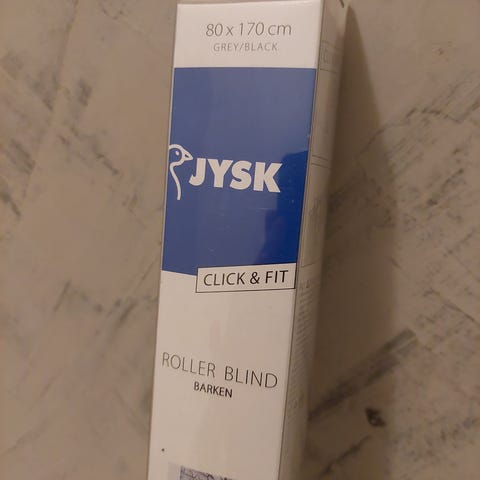 80 x 170 cm
GREY/BLACK
JYSK
CLICK & FIT
ROLLER BLIND
BARKEN